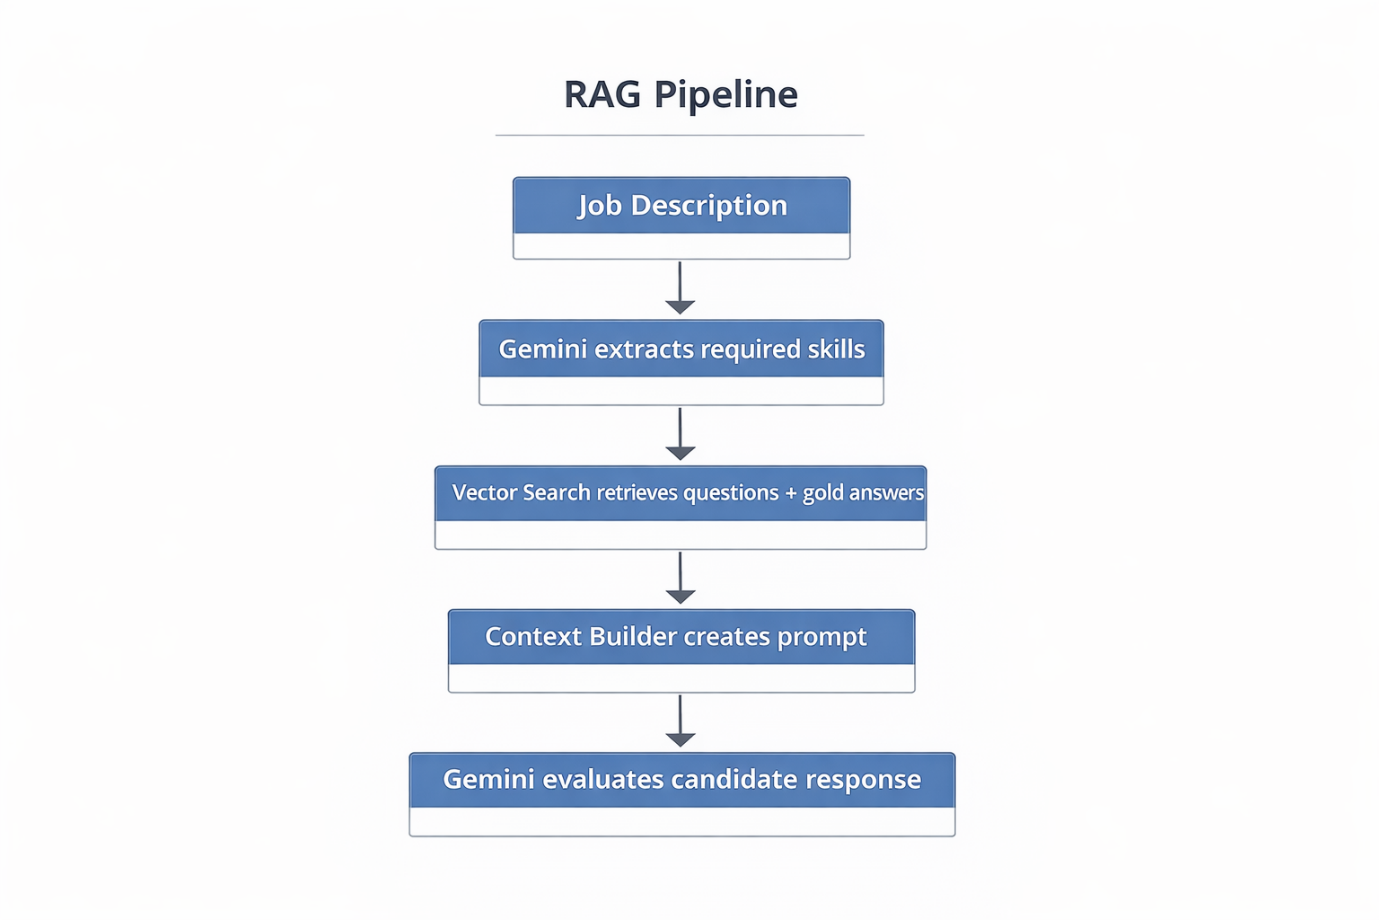 RAG Pipeline
Job Description
Gemini extracts required skills
Vector Search retrieves questions + gold answers
Context Builder creates prompt
Gemini evaluates candidate response